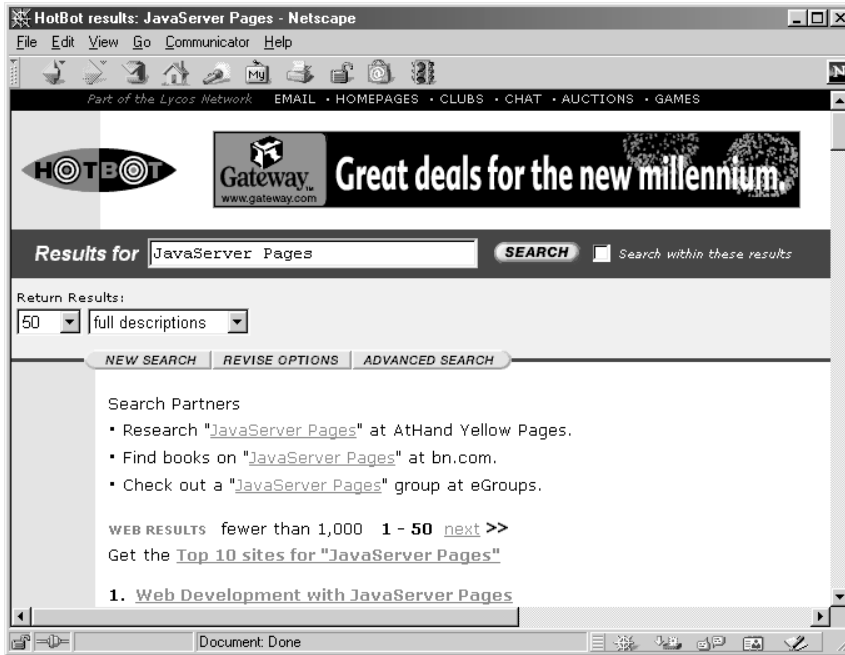 HotBot results: JavaServer Pages - Netscape
File Edit View Go Communicator Help
My
N
Part of the Lycos Network EMAIL · HOMEPAGES · CLUBS · CHAT · AUCTIONS · GAMES
HOTBOT
Gateway™
www.gateway.com
Great deals for the new millennium.
Results for JavaServer Pages SEARCH Search within these results
Return Results:
50 full descriptions
NEW SEARCH REVISE OPTIONS ADVANCED SEARCH
Search Partners
· Research "JavaServer Pages" at AtHand Yellow Pages.
· Find books on "JavaServer Pages" at bn.com.
· Check out a "JavaServer Pages" group at eGroups.
WEB RESULTS fewer than 1,000 1 - 50 next >>
Get the Top 10 sites for "JavaServer Pages"
1. Web Development with JavaServer Pages
Document: Done